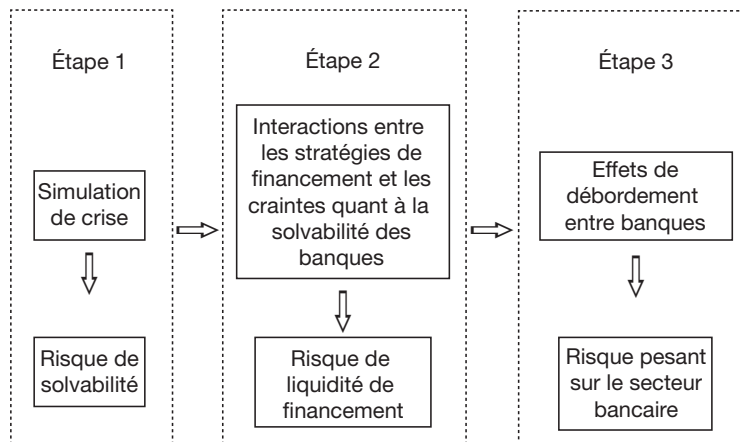 Étape 1
Simulation
de crise
Risque de
solvabilité
Étape 2
Interactions entre
les stratégies de
financement et les
craintes quant à la
solvabilité des
banques
Risque de
liquidité de
financement
Étape 3
Effets de
débordement
entre banques
Risque pesant
sur le secteur
bancaire